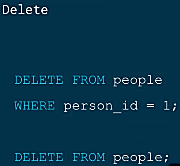 Delete
DELETE FROM people
WHERE person_id = 1;
DELETE FROM people;